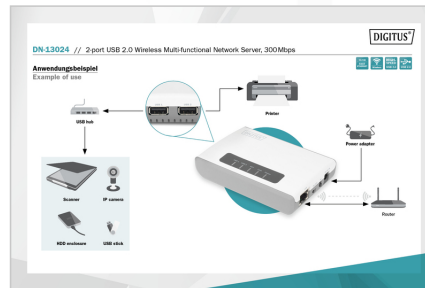 DIGITUS®
DN-13024 // 2-port USB 2.0 Wireless Multi-functional Network Server, 300Mbps
Anwendungsbeispiel
Example of use
USB hub
Printer
Power adapter
Scanner
IP camera
Router
HDD enclosure
USB stick